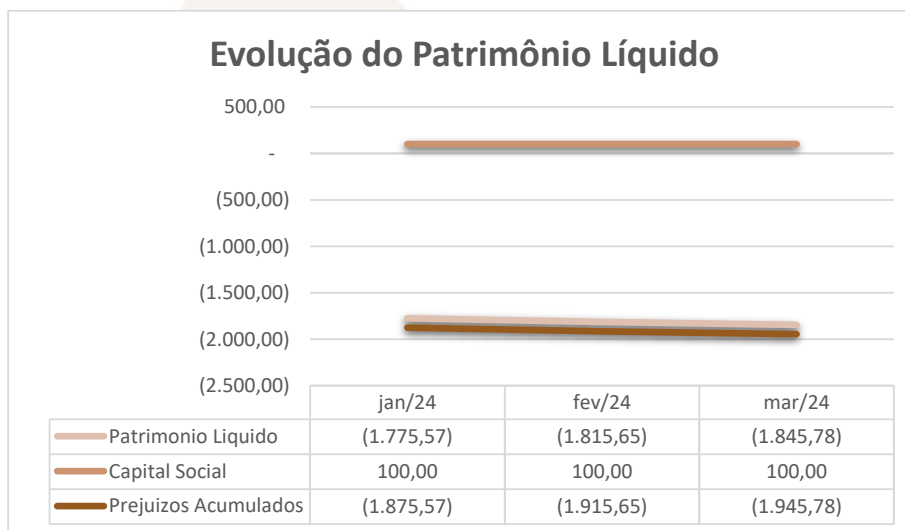 Evolução do Patrimônio Líquido
500,00
-
(500,00)
(1.000,00)
(1.500,00)
(2.000,00)
(2.500,00)
jan/24 fev/24 mar/24
Patrimonio Liquido (1.775,57) (1.815,65) (1.845,78)
Capital Social 100,00 100,00 100,00
Prejuizos Acumulados (1.875,57) (1.915,65) (1.945,78)